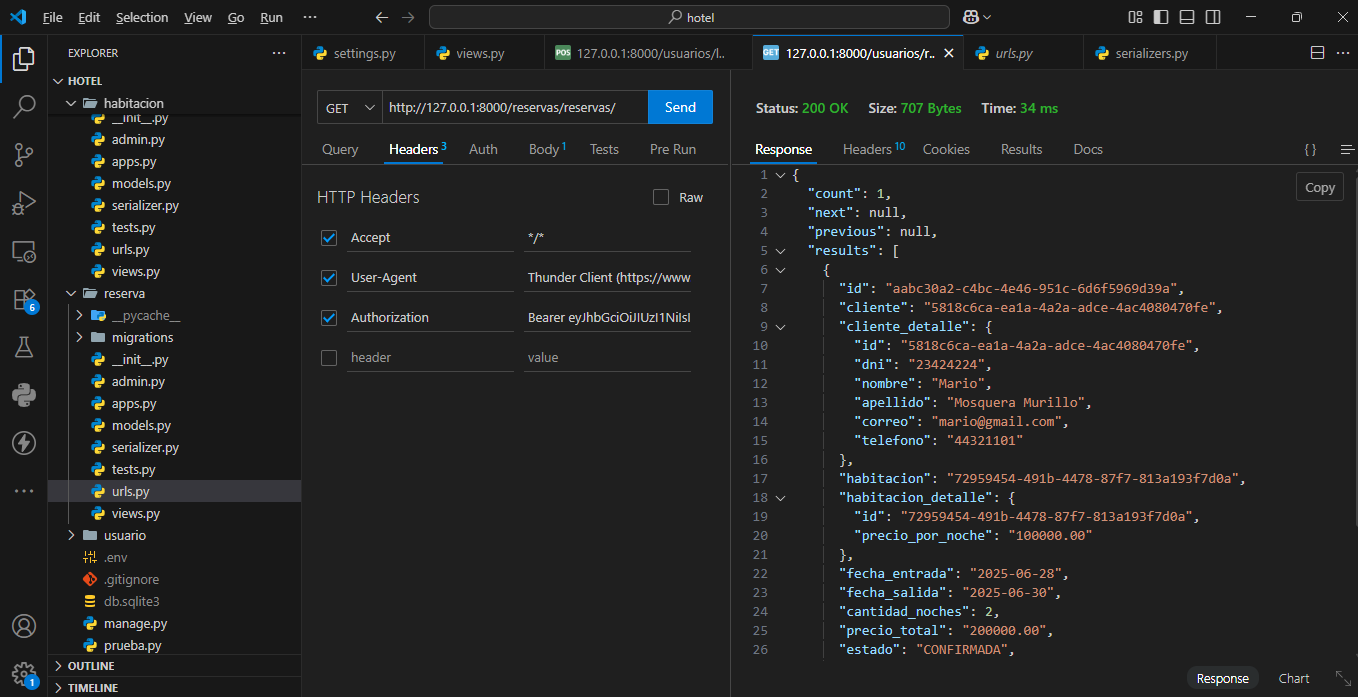 File Edit Selection View Go Run ··· hotel
EXPLORER ···
HOTEL
habitacion
__init__.py
admin.py
apps.py
models.py
serializer.py
tests.py
urls.py
views.py
reserva
__pycache__
migrations
__init__.py
admin.py
apps.py
models.py
serializer.py
tests.py
urls.py
views.py
usuario
.env
.gitignore
db.sqlite3
manage.py
prueba.py
OUTLINE
TIMELINE
6
1
settings.py views.py POS 127.0.0.1:8000/usuarios/l.. GET 127.0.0.1:8000/usuarios/r.. urls.py serializers.py ···
GET http://127.0.0.1:8000/reservas/reservas/ Send
Query Headers 3 Auth Body 1 Tests Pre Run
HTTP Headers Raw
Accept */*
User-Agent Thunder Client (https://www
Authorization Bearer eyJhbGciOiJIUzI1NiIsI
header value
Status: 200 OK Size: 707 Bytes Time: 34 ms
Response Headers 10 Cookies Results Docs {}
Copy
1 {
2 "count": 1,
3 "next": null,
4 "previous": null,
5 "results": [
6 {
7 "id": "aabc30a2-c4bc-4e46-951c-6d6f5969d39a",
8 "cliente": "5818c6ca-ea1a-4a2a-adce-4ac4080470fe",
9 "cliente_detalle": {
10 "id": "5818c6ca-ea1a-4a2a-adce-4ac4080470fe",
11 "dni": "23424224",
12 "nombre": "Mario",
13 "apellido": "Mosquera Murillo",
14 "correo": "mario@gmail.com",
15 "telefono": "44321101"
16 },
17 "habitacion": "72959454-491b-4478-87f7-813a193f7d0a",
18 "habitacion_detalle": {
19 "id": "72959454-491b-4478-87f7-813a193f7d0a",
20 "precio_por_noche": "100000.00"
21 },
22 "fecha_entrada": "2025-06-28",
23 "fecha_salida": "2025-06-30",
24 "cantidad_noches": 2,
25 "precio_total": "200000.00",
26 "estado": "CONFIRMADA",
Response Chart